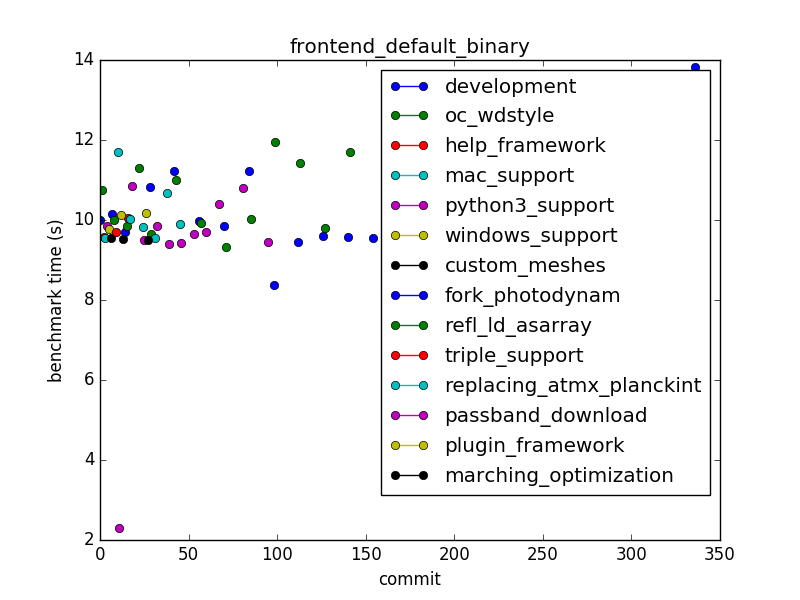 frontend_default_binary
14
12
10
8
6
4
2
benchmark time (s)
development
oc_wdstyle
help_framework
mac_support
python3_support
windows_support
custom_meshes
fork_photodynam
refl_ld_asarray
triple_support
replacing_atmx_planckint
passband_download
plugin_framework
marching_optimization
0
50
100
150
200
250
300
350
commit